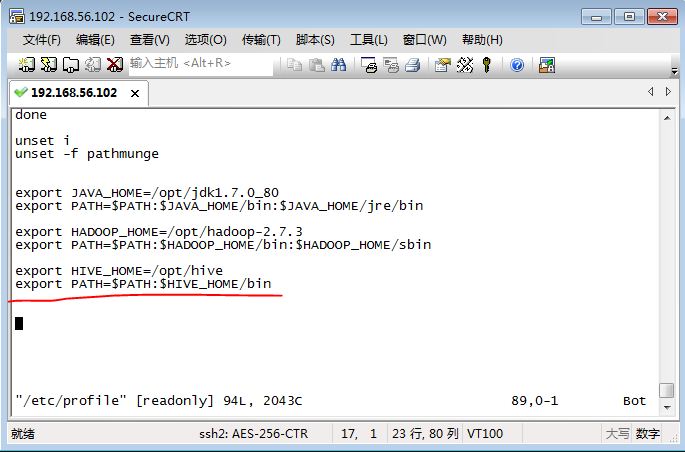 192.168.56.102 - SecureCRT
文件(F) 编辑(E) 查看(V) 选项(O) 传输(T) 脚本(S) 工具(L) 窗口(W) 帮助(H)
输入主机 <Alt+R>
192.168.56.102
done
unset i
unset -f pathmunge
export JAVA_HOME=/opt/jdk1.7.0_80
export PATH=$PATH:$JAVA_HOME/bin:$JAVA_HOME/jre/bin
export HADOOP_HOME=/opt/hadoop-2.7.3
export PATH=$PATH:$HADOOP_HOME/bin:$HADOOP_HOME/sbin
export HIVE_HOME=/opt/hive
export PATH=$PATH:$HIVE_HOME/bin
"/etc/profile" [readonly] 94L, 2043C 89,0-1 Bot
就绪 ssh2: AES-256-CTR 17, 1 23 行, 80 列 VT100 大写 数字